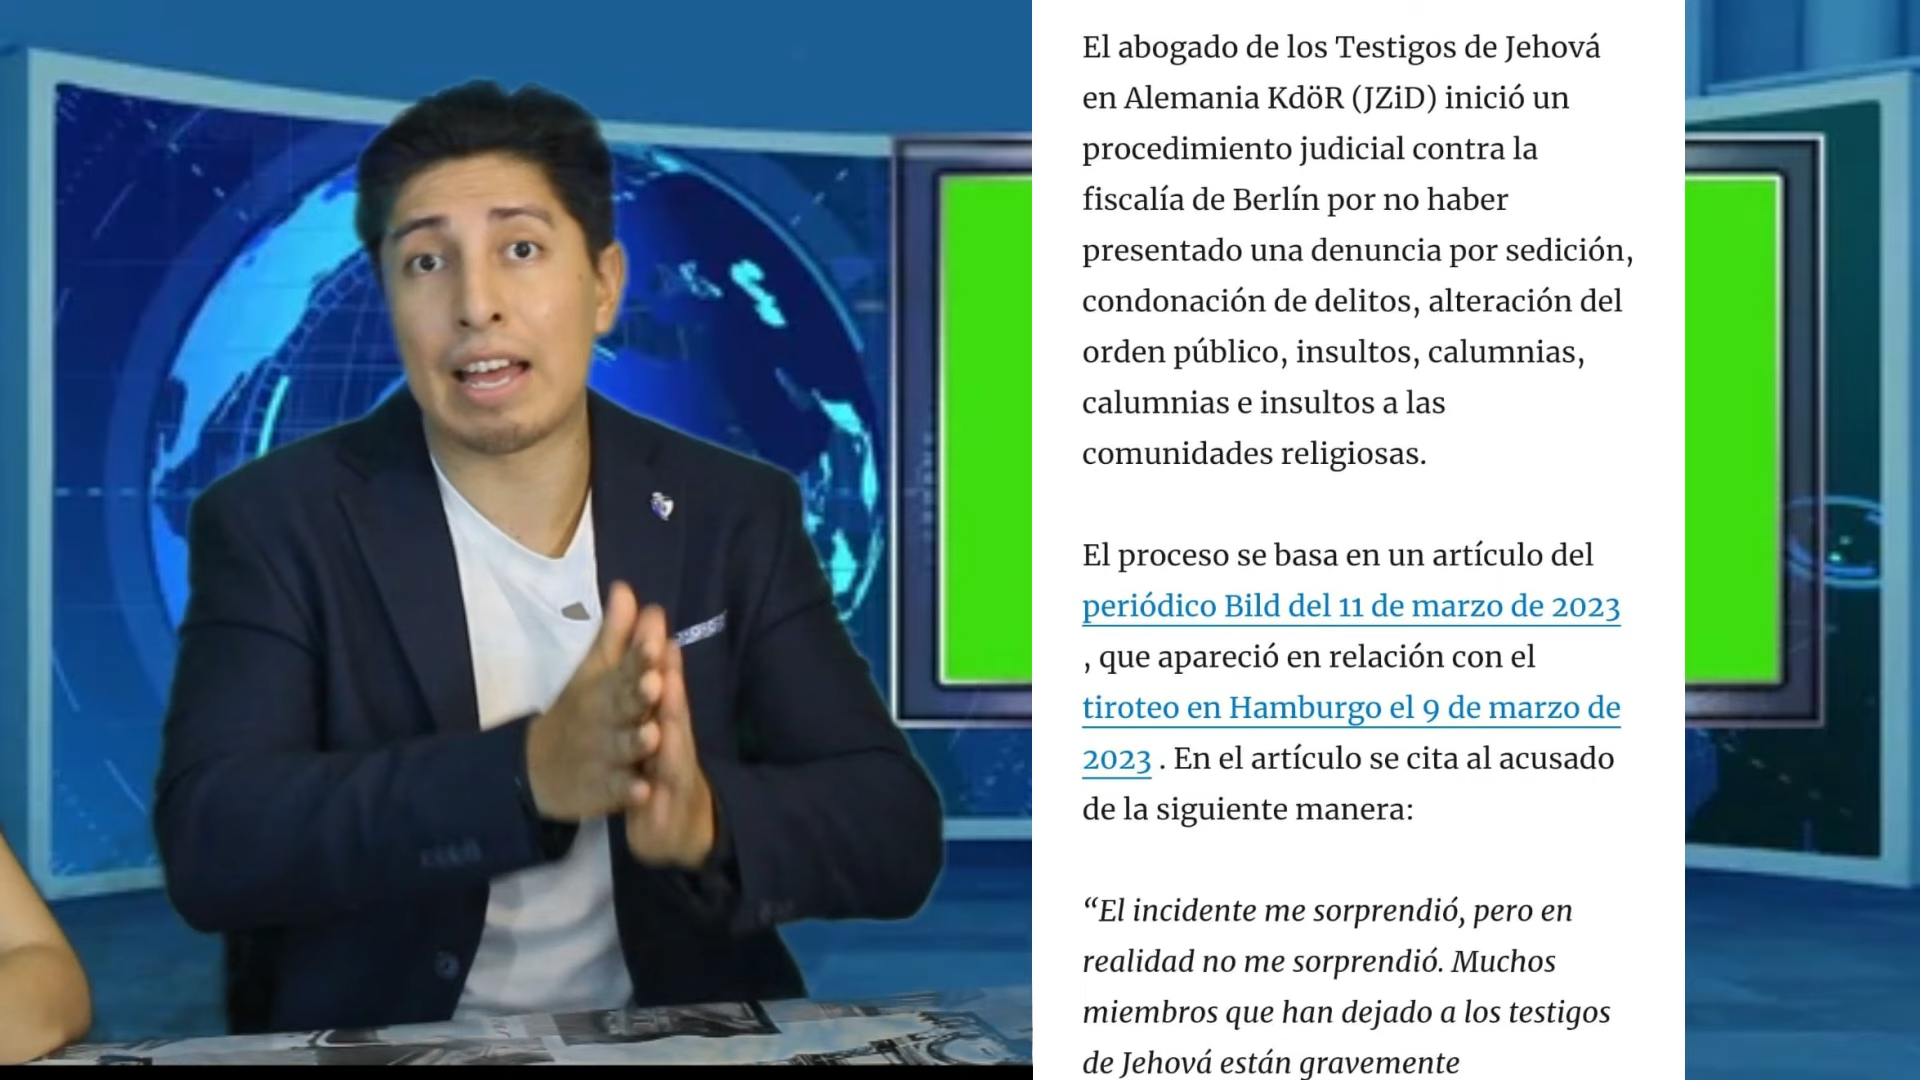 El abogado de los Testigos de Jehová
en Alemania KdöR (JZiD) inició un
procedimiento judicial contra la
fiscalía de Berlín por no haber
presentado una denuncia por sedición,
condonación de delitos, alteración del
orden público, insultos, calumnias,
calumnias e insultos a las
comunidades religiosas.
El proceso se basa en un artículo del
periódico Bild del 11 de marzo de 2023
, que apareció en relación con el
tiroteo en Hamburgo el 9 de marzo de
2023 . En el artículo se cita al acusado
de la siguiente manera:
“El incidente me sorprendió, pero en
realidad no me sorprendió. Muchos
miembros que han dejado a los testigos
de Jehová están gravemente